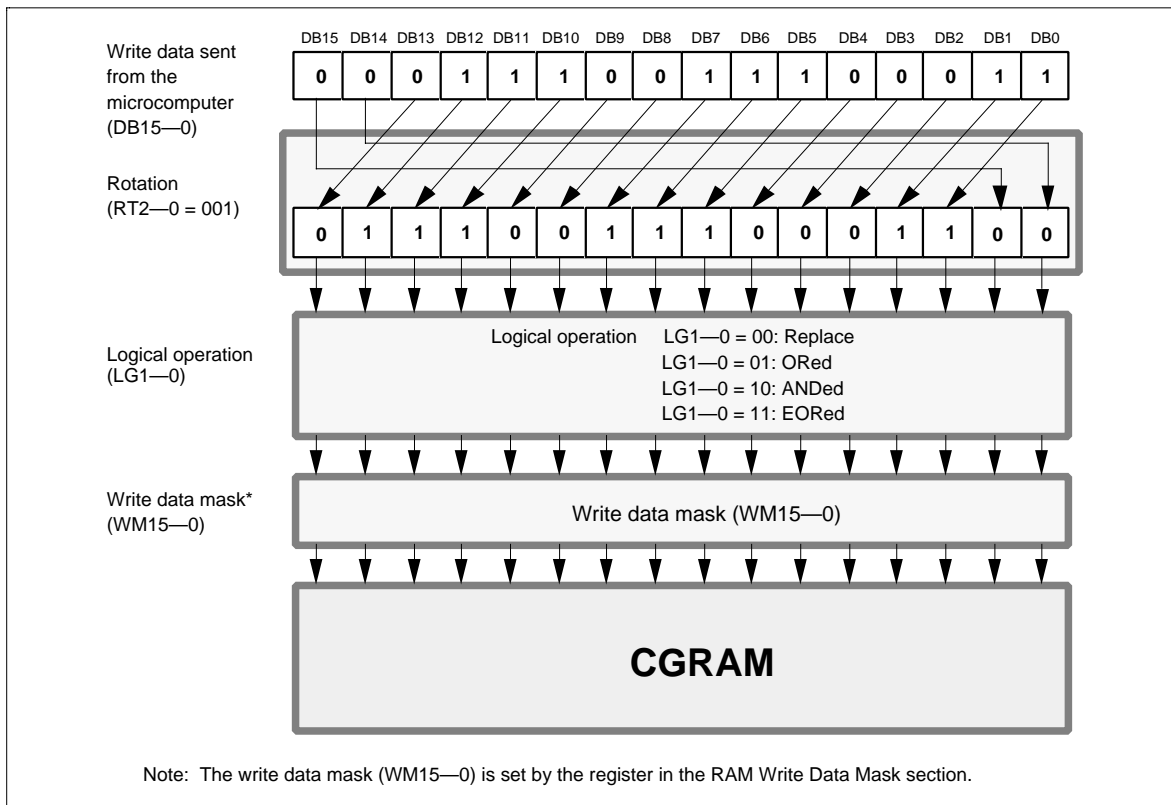 DB15 DB14 DB13 DB12 DB11 DB10 DB9 DB8 DB7 DB6 DB5 DB4 DB3 DB2 DB1 DB0
Write data sent
from the
microcomputer
(DB15—0)
0 0 0 1 1 1 0 0 1 1 1 0 0 0 1 1
Rotation
(RT2—0 = 001)
0 1 1 1 0 0 1 1 1 0 0 0 1 1 0 0
Logical operation
(LG1—0)
Logical operation LG1—0 = 00: Replace
LG1—0 = 01: ORed
LG1—0 = 10: ANDed
LG1—0 = 11: EORed
Write data mask*
(WM15—0)
Write data mask (WM15—0)
CGRAM
Note: The write data mask (WM15—0) is set by the register in the RAM Write Data Mask section.